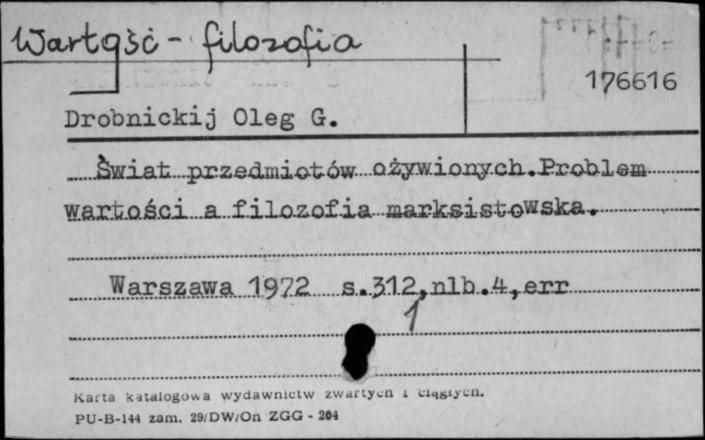 Wartość - filozofia
176616
Drobnickij Oleg G.
Świat przedmiotów ożywionych.Problem
wartości a filozofia marksistowska.
Warszawa 1972 s.312,nlb.4,err
1
Karta katalogowa wydawnictw zwartych i ciągłych.
PU-B-144 zam. 29/DW/On ZGG - 204